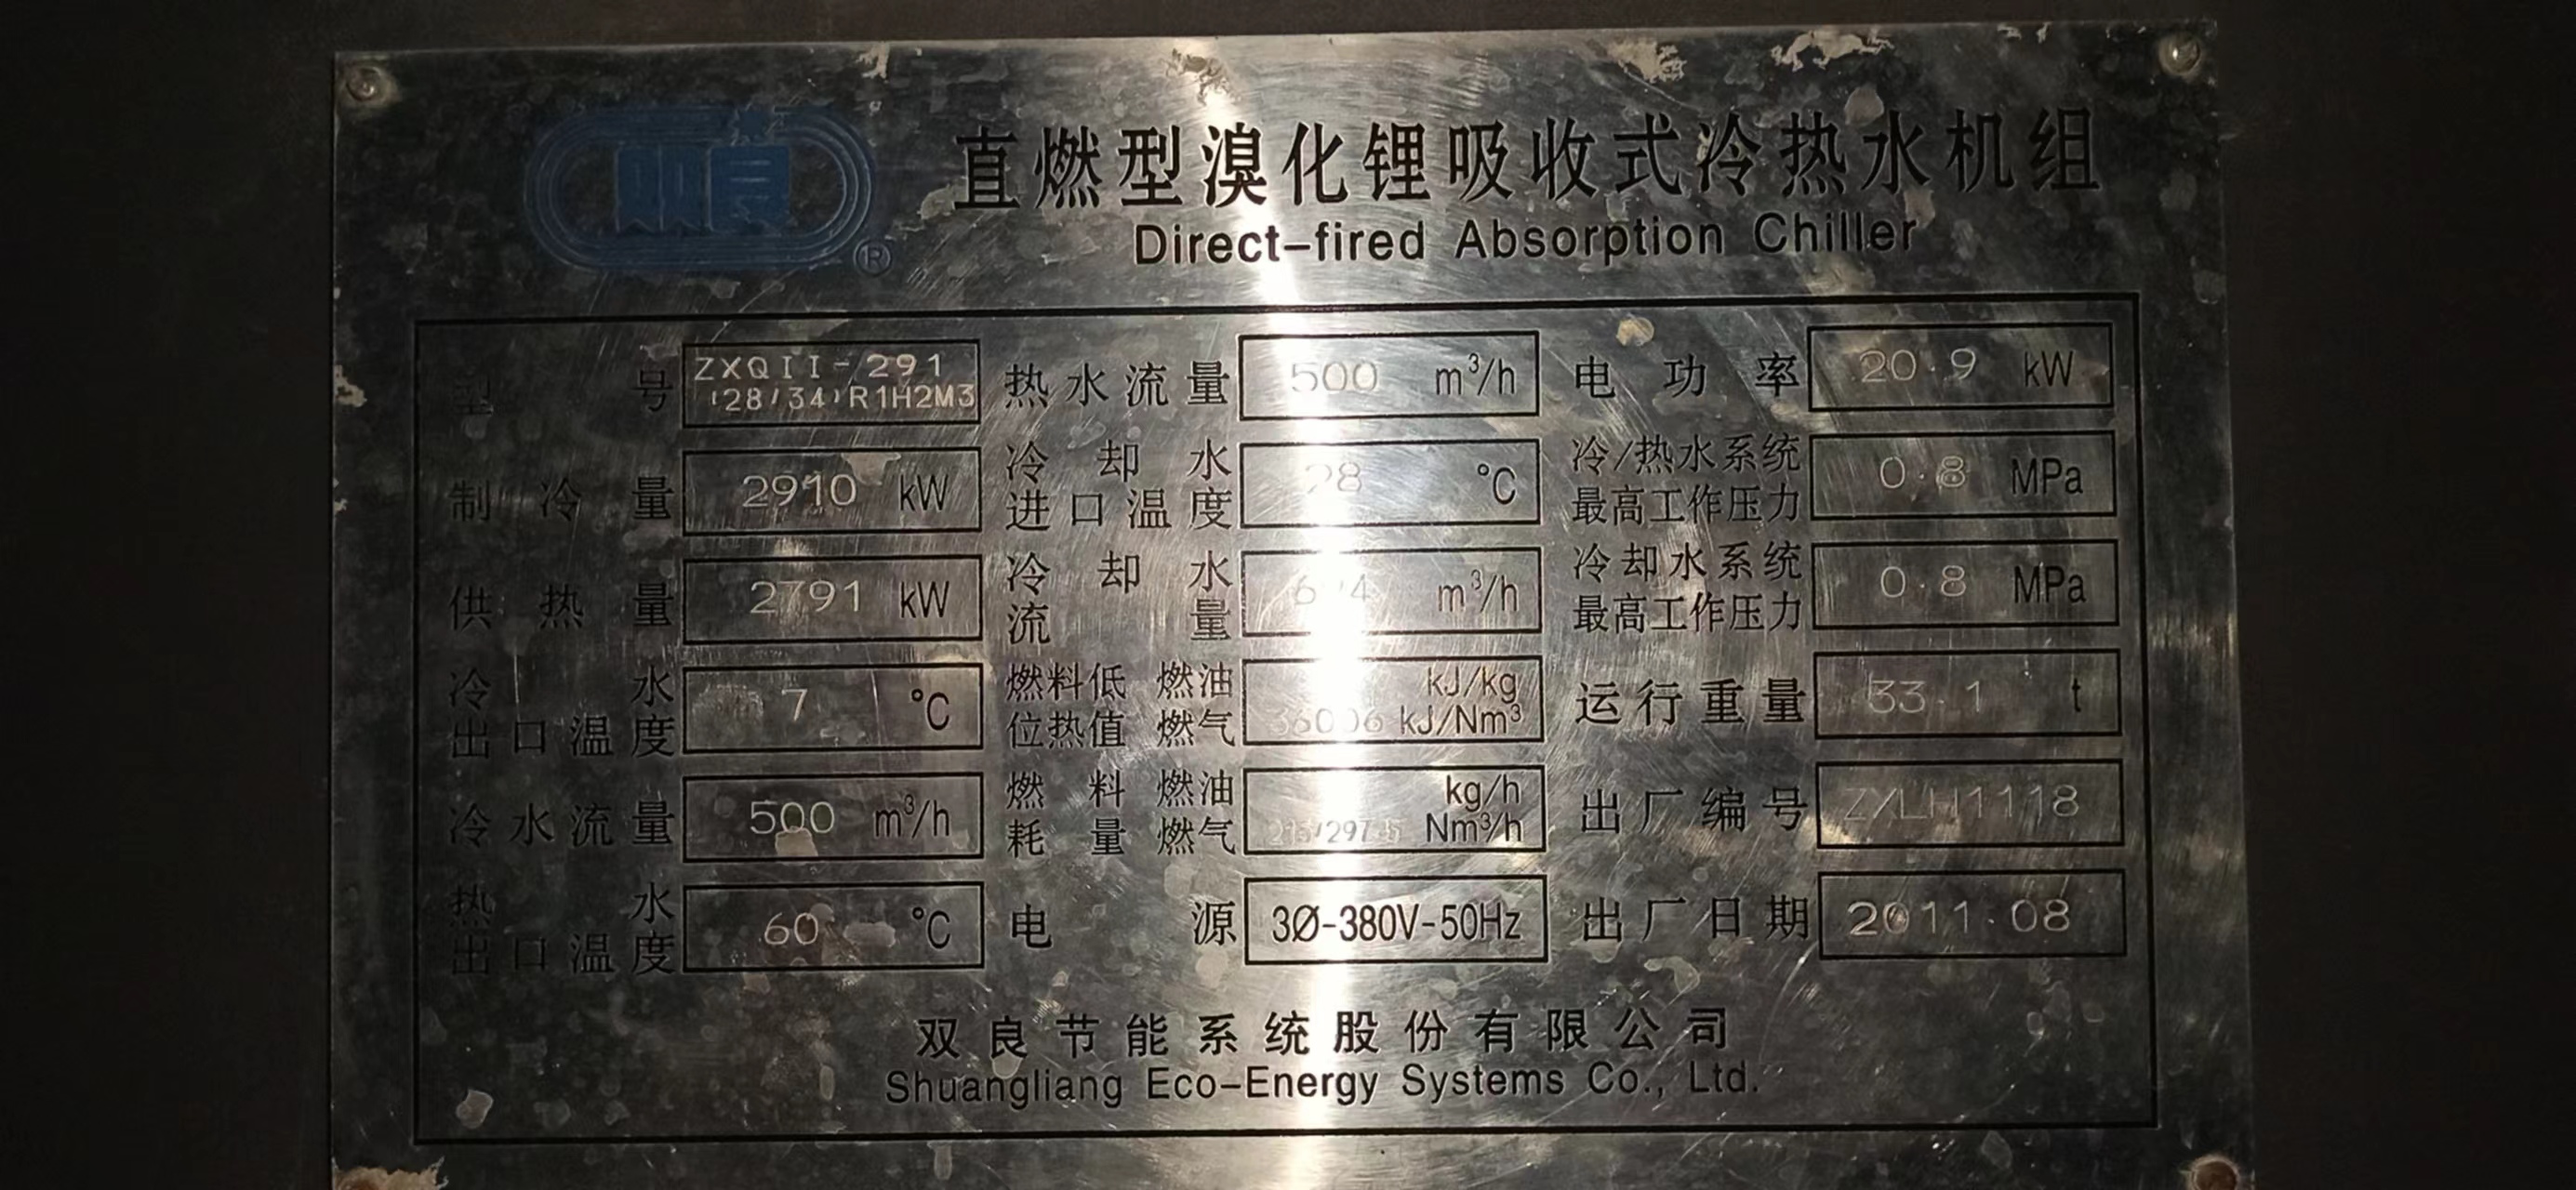 双良 ®
直燃型溴化锂吸收式冷热水机组
Direct-fired Absorption Chiller
型号 ZXQII-291 (28/34)R1H2M3
制冷量 2910 kW
供热量 2791 kW
冷水出口温度 7 ℃
冷水流量 500 m³/h
热水出口温度 60 ℃
热水流量 500 m³/h
冷却水进口温度 28 ℃
冷却水流量 m³/h
燃料低位热值 燃油 kJ/kg
燃气 36006 kJ/Nm³
燃料耗量 燃油 kg/h
燃气 Nm³/h
电源 3Ø-380V-50Hz
电功率 20.9 kW
冷/热水系统最高工作压力 0.8 MPa
冷却水系统最高工作压力 0.8 MPa
运行重量 33.1 t
出厂编号 ZXLH1118
出厂日期 2011.08
双良节能系统股份有限公司
Shuangliang Eco-Energy Systems Co., Ltd.